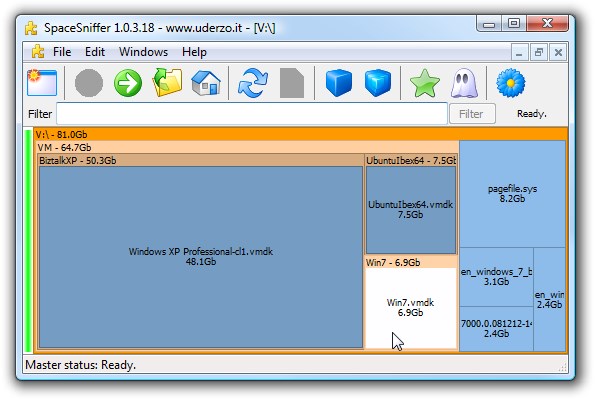 SpaceSniffer 1.0.3.18 - www.uderzo.it - [V:\]
File Edit Windows Help
Filter Filter Ready.
V:\ - 81.0Gb
VM - 64.7Gb
BiztalkXP - 50.3Gb
Windows XP Professional-cl1.vmdk
48.1Gb
UbuntuIbex64 - 7.5Gb
UbuntuIbex64.vmdk
7.5Gb
Win7 - 6.9Gb
Win7.vmdk
6.9Gb
pagefile.sys
8.2Gb
en_windows_7_b
3.1Gb
7000.0.081212-14
2.4Gb
en_win
2.4Gb
Master status: Ready.